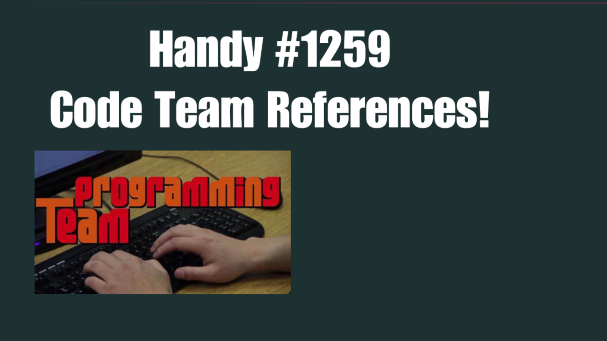 Handy #1259
Code Team References!
programming
Team